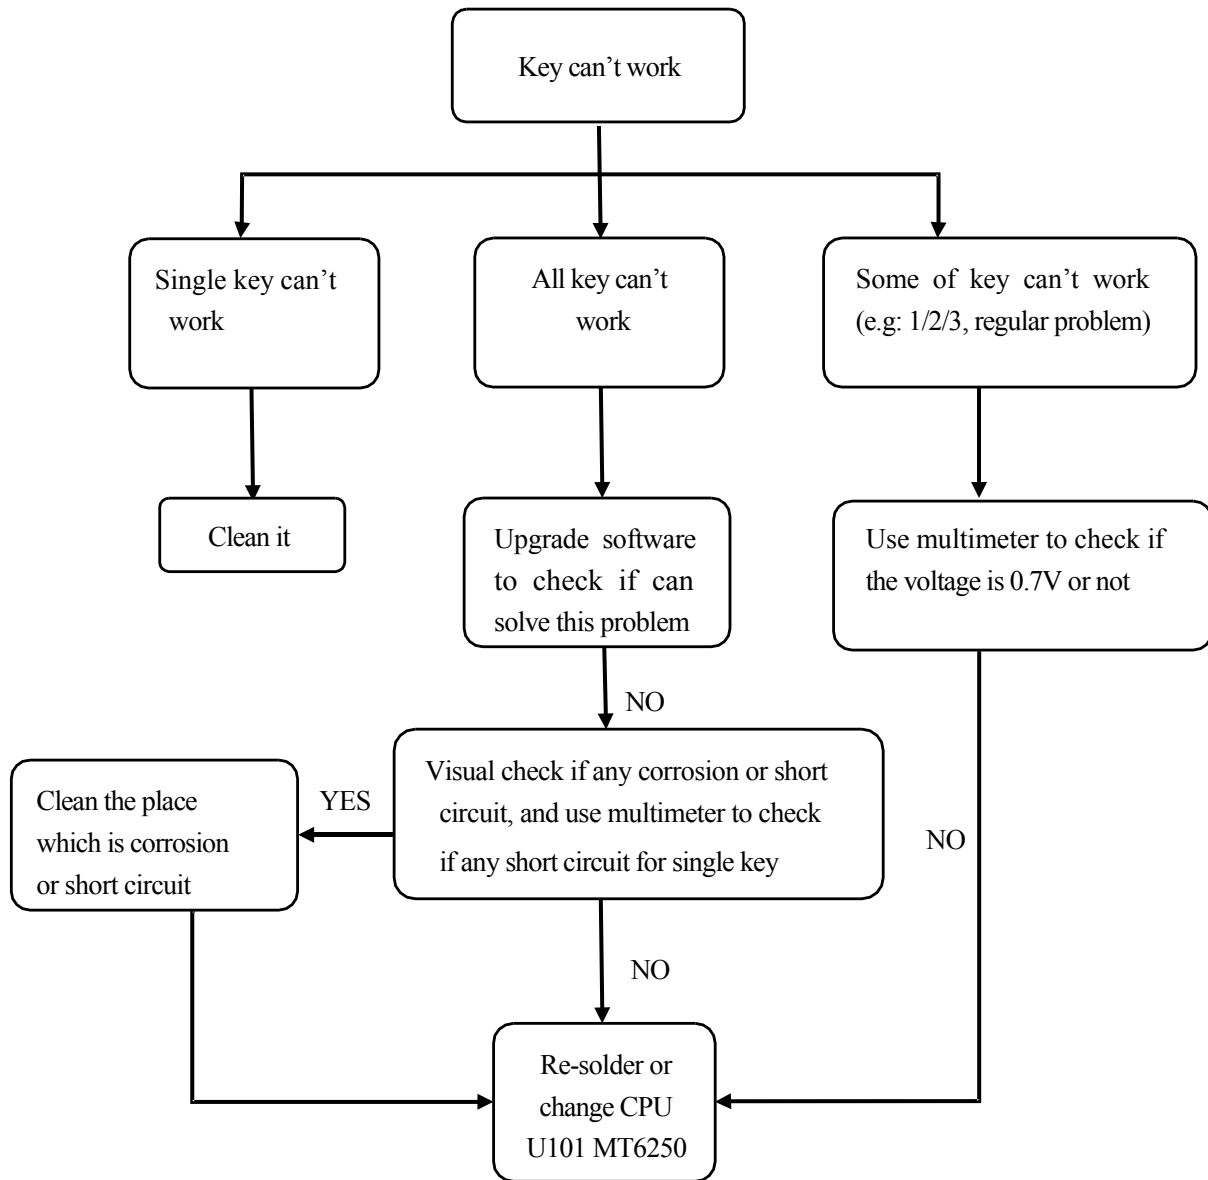 Key can’t work
Single key can’t
work
All key can’t
work
Some of key can’t work
(e.g: 1/2/3, regular problem)
Clean it
Upgrade software
to check if can
solve this problem
Use multimeter to check if
the voltage is 0.7V or not
NO
Visual check if any corrosion or short
circuit, and use multimeter to check
if any short circuit for single key
YES
Clean the place
which is corrosion
or short circuit
NO
NO
Re-solder or
change CPU
U101 MT6250